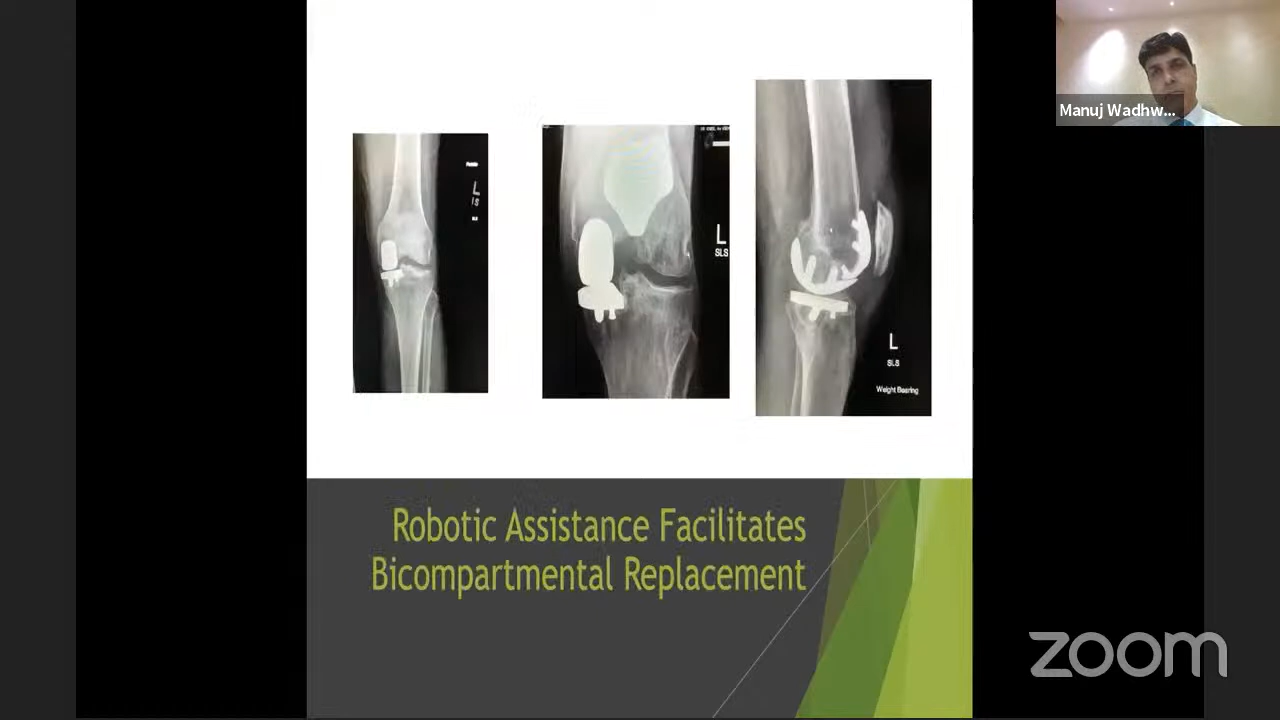 Manuj Wadhw...
L
L
SLS
L
SLS
Weight Bearing
Robotic Assistance Facilitates
Bicompartmental Replacement
zoom